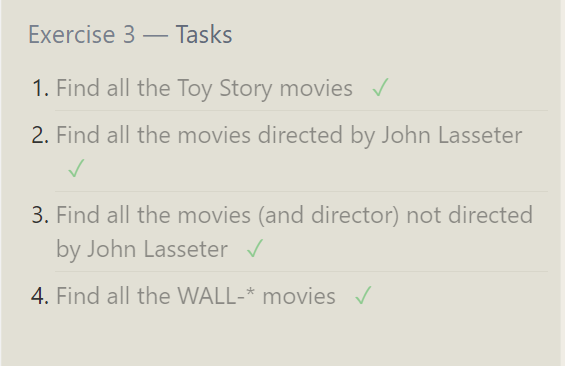 Exercise 3 — Tasks
1. Find all the Toy Story movies ✓
2. Find all the movies directed by John Lasseter
✓
3. Find all the movies (and director) not directed
by John Lasseter ✓
4. Find all the WALL-* movies ✓